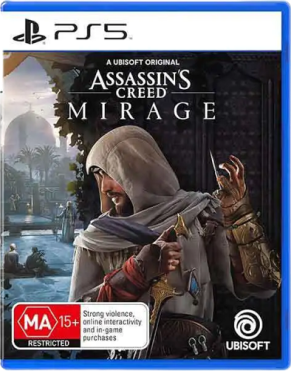 PS5
A UBISOFT ORIGINAL
ASSASSIN'S
CREED
MIRAGE
MA 15+
RESTRICTED
Strong violence,
online interactivity
and in-game
purchases
UBISOFT